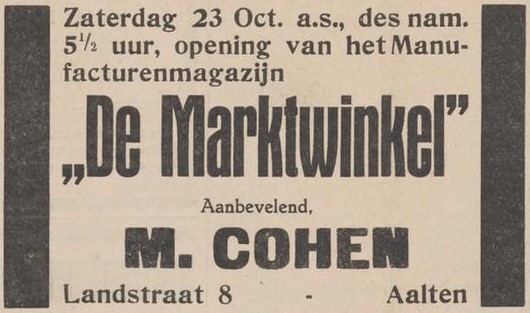 Zaterdag 23 Oct. a.s., des nam.
5½ uur, opening van het Manu-
facturenmagazijn
„De Marktwinkel”
Aanbevelend,
M. COHEN
Landstraat 8 - Aalten